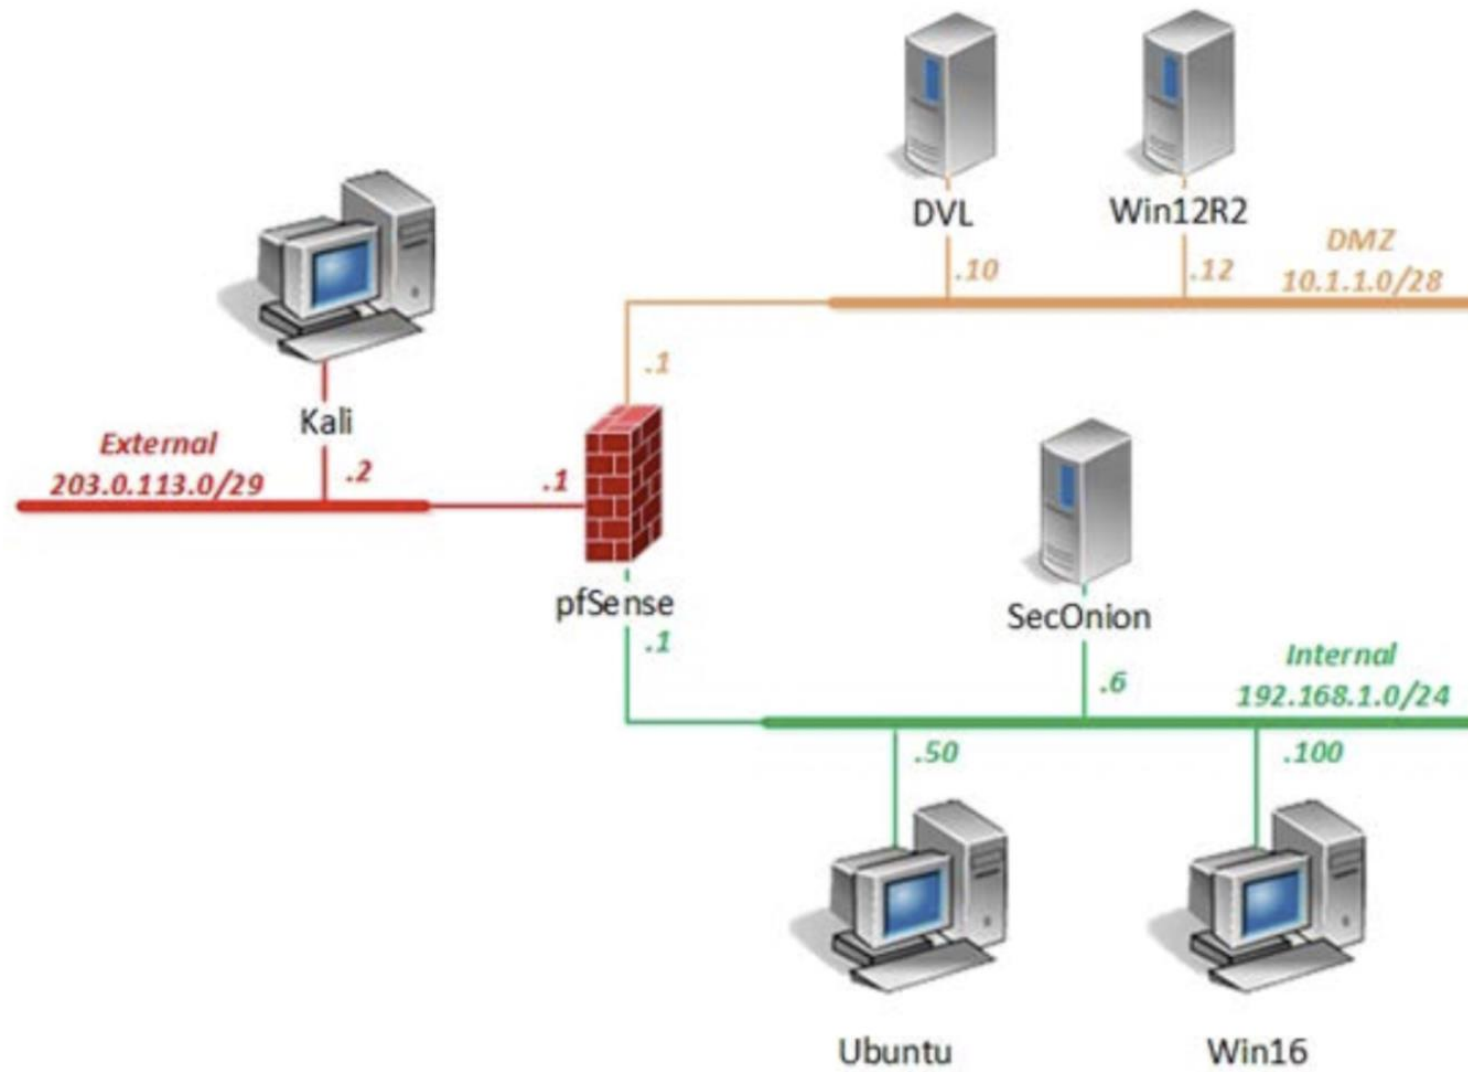 DVL
Win12R2
.10
.12
DMZ
10.1.1.0/28
.1
Kali
External
203.0.113.0/29
.2
.1
pfSense
.1
SecOnion
.6
Internal
192.168.1.0/24
.50
.100
Ubuntu
Win16